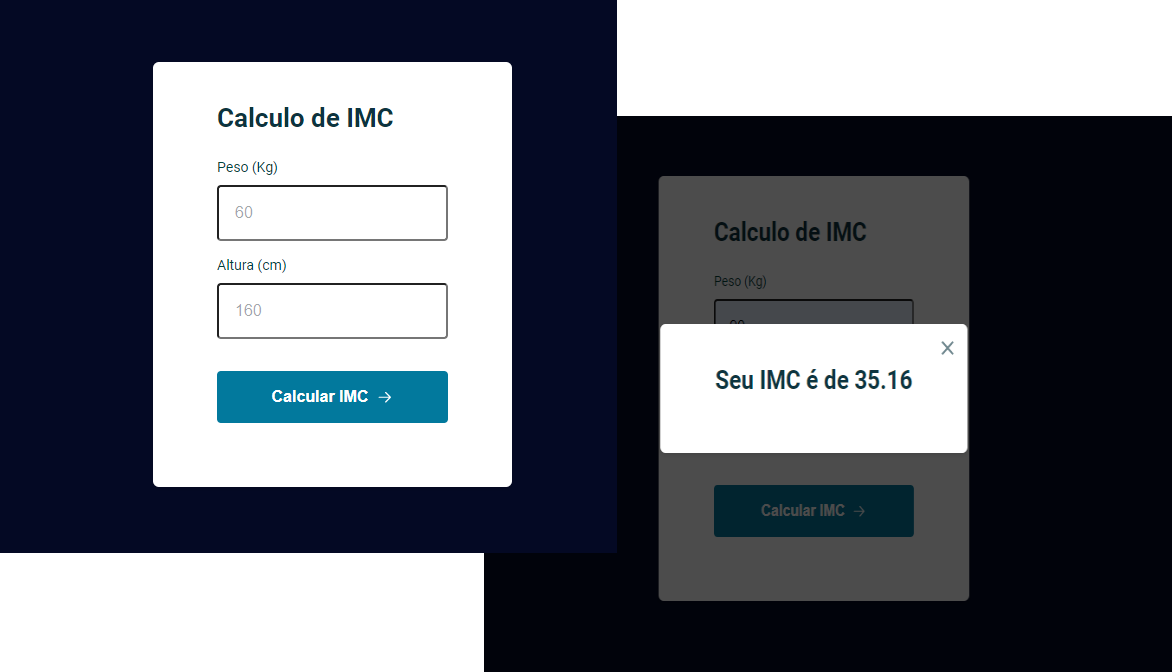 Calculo de IMC
Peso (Kg)
60
Altura (cm)
160
Calcular IMC
Calculo de IMC
Peso (Kg)
Seu IMC é de 35.16
Calcular IMC